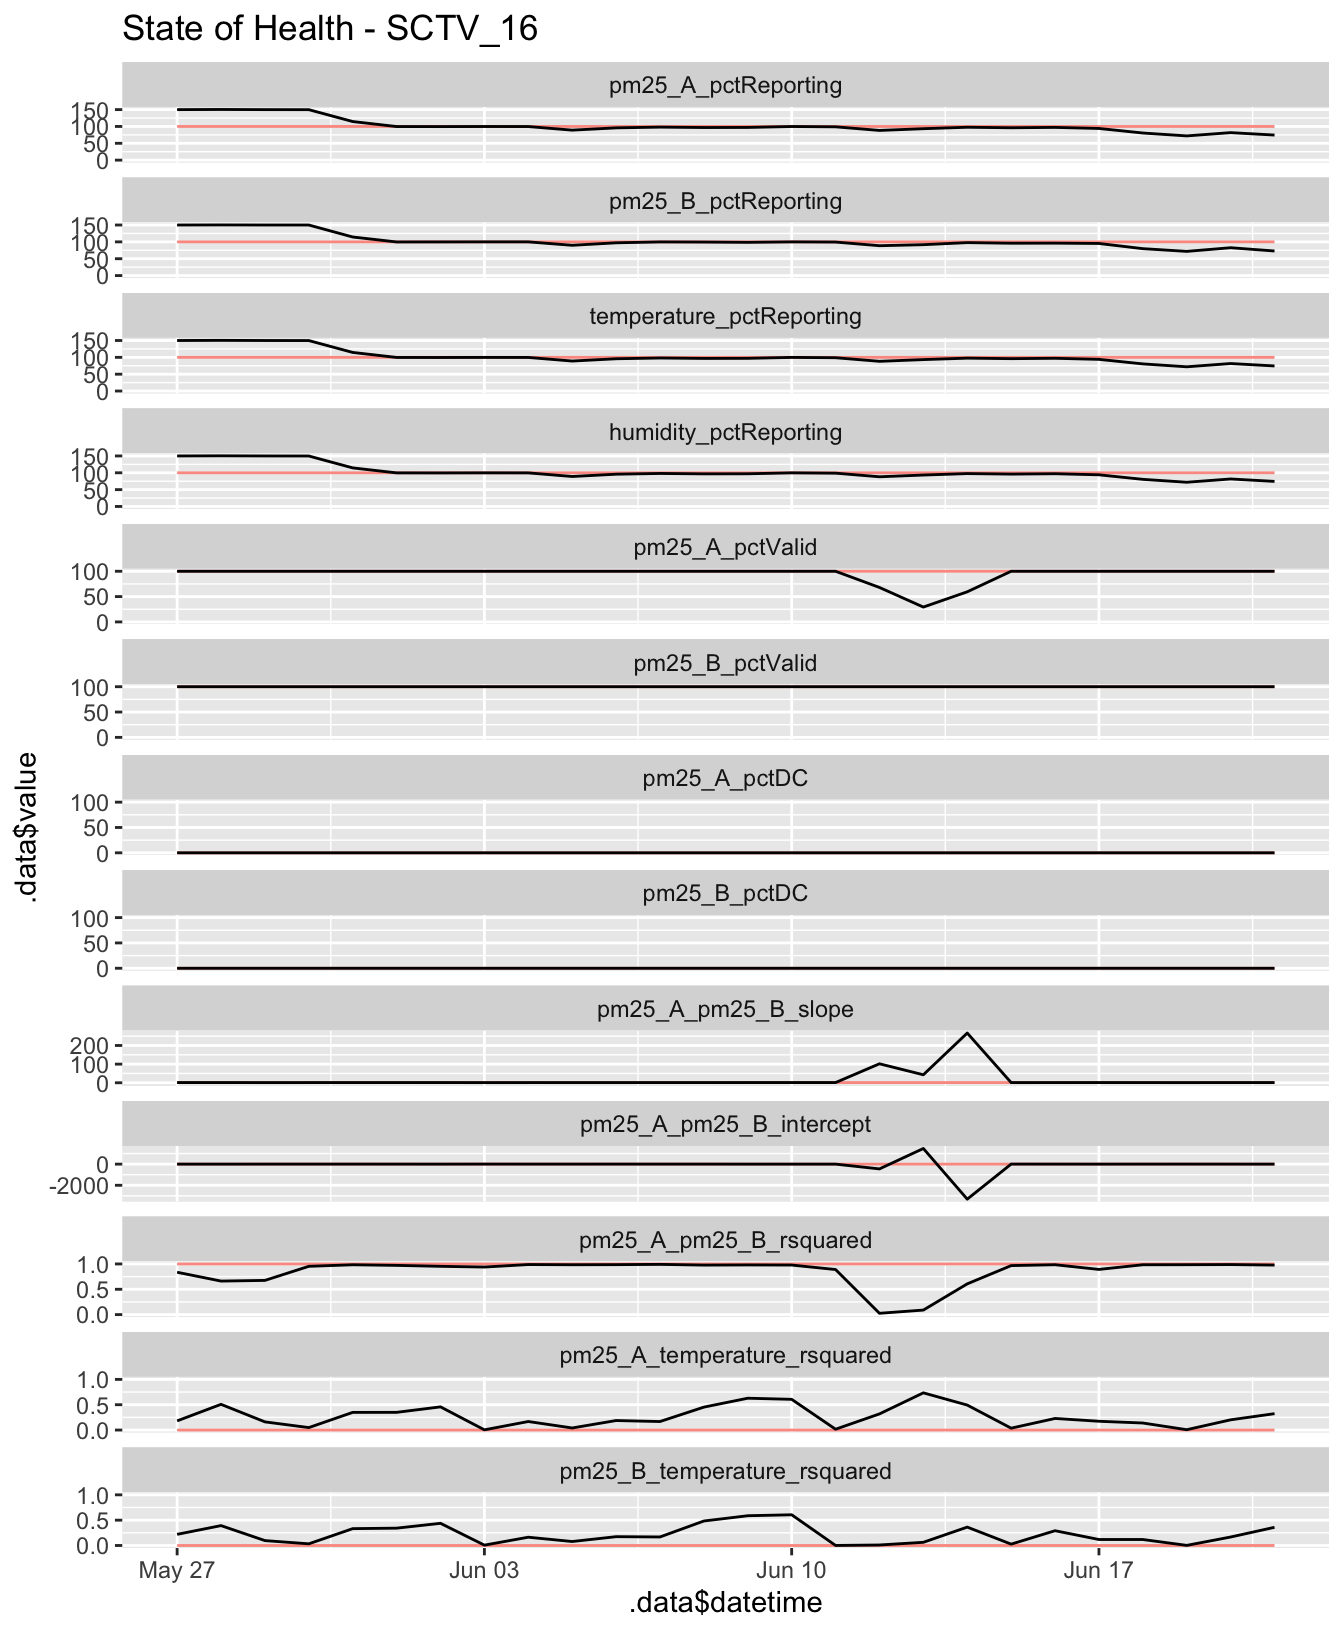 State of Health - SCTV_16
pm25_A_pctReporting
150
100
50
0
pm25_B_pctReporting
150
100
50
0
temperature_pctReporting
150
100
50
0
humidity_pctReporting
150
100
50
0
pm25_A_pctValid
100
50
0
pm25_B_pctValid
100
50
0
.data$value
pm25_A_pctDC
100
50
0
pm25_B_pctDC
100
50
0
pm25_A_pm25_B_slope
200
100
0
pm25_A_pm25_B_intercept
0
-2000
pm25_A_pm25_B_rsquared
1.0
0.5
0.0
pm25_A_temperature_rsquared
1.0
0.5
0.0
pm25_B_temperature_rsquared
1.0
0.5
0.0
May 27 Jun 03 Jun 10 Jun 17
.data$datetime